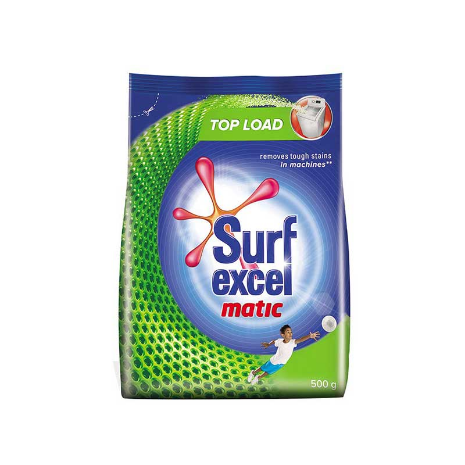 TOP LOAD
removes tough stains
in machines**
Surf
excel
matic
500 g